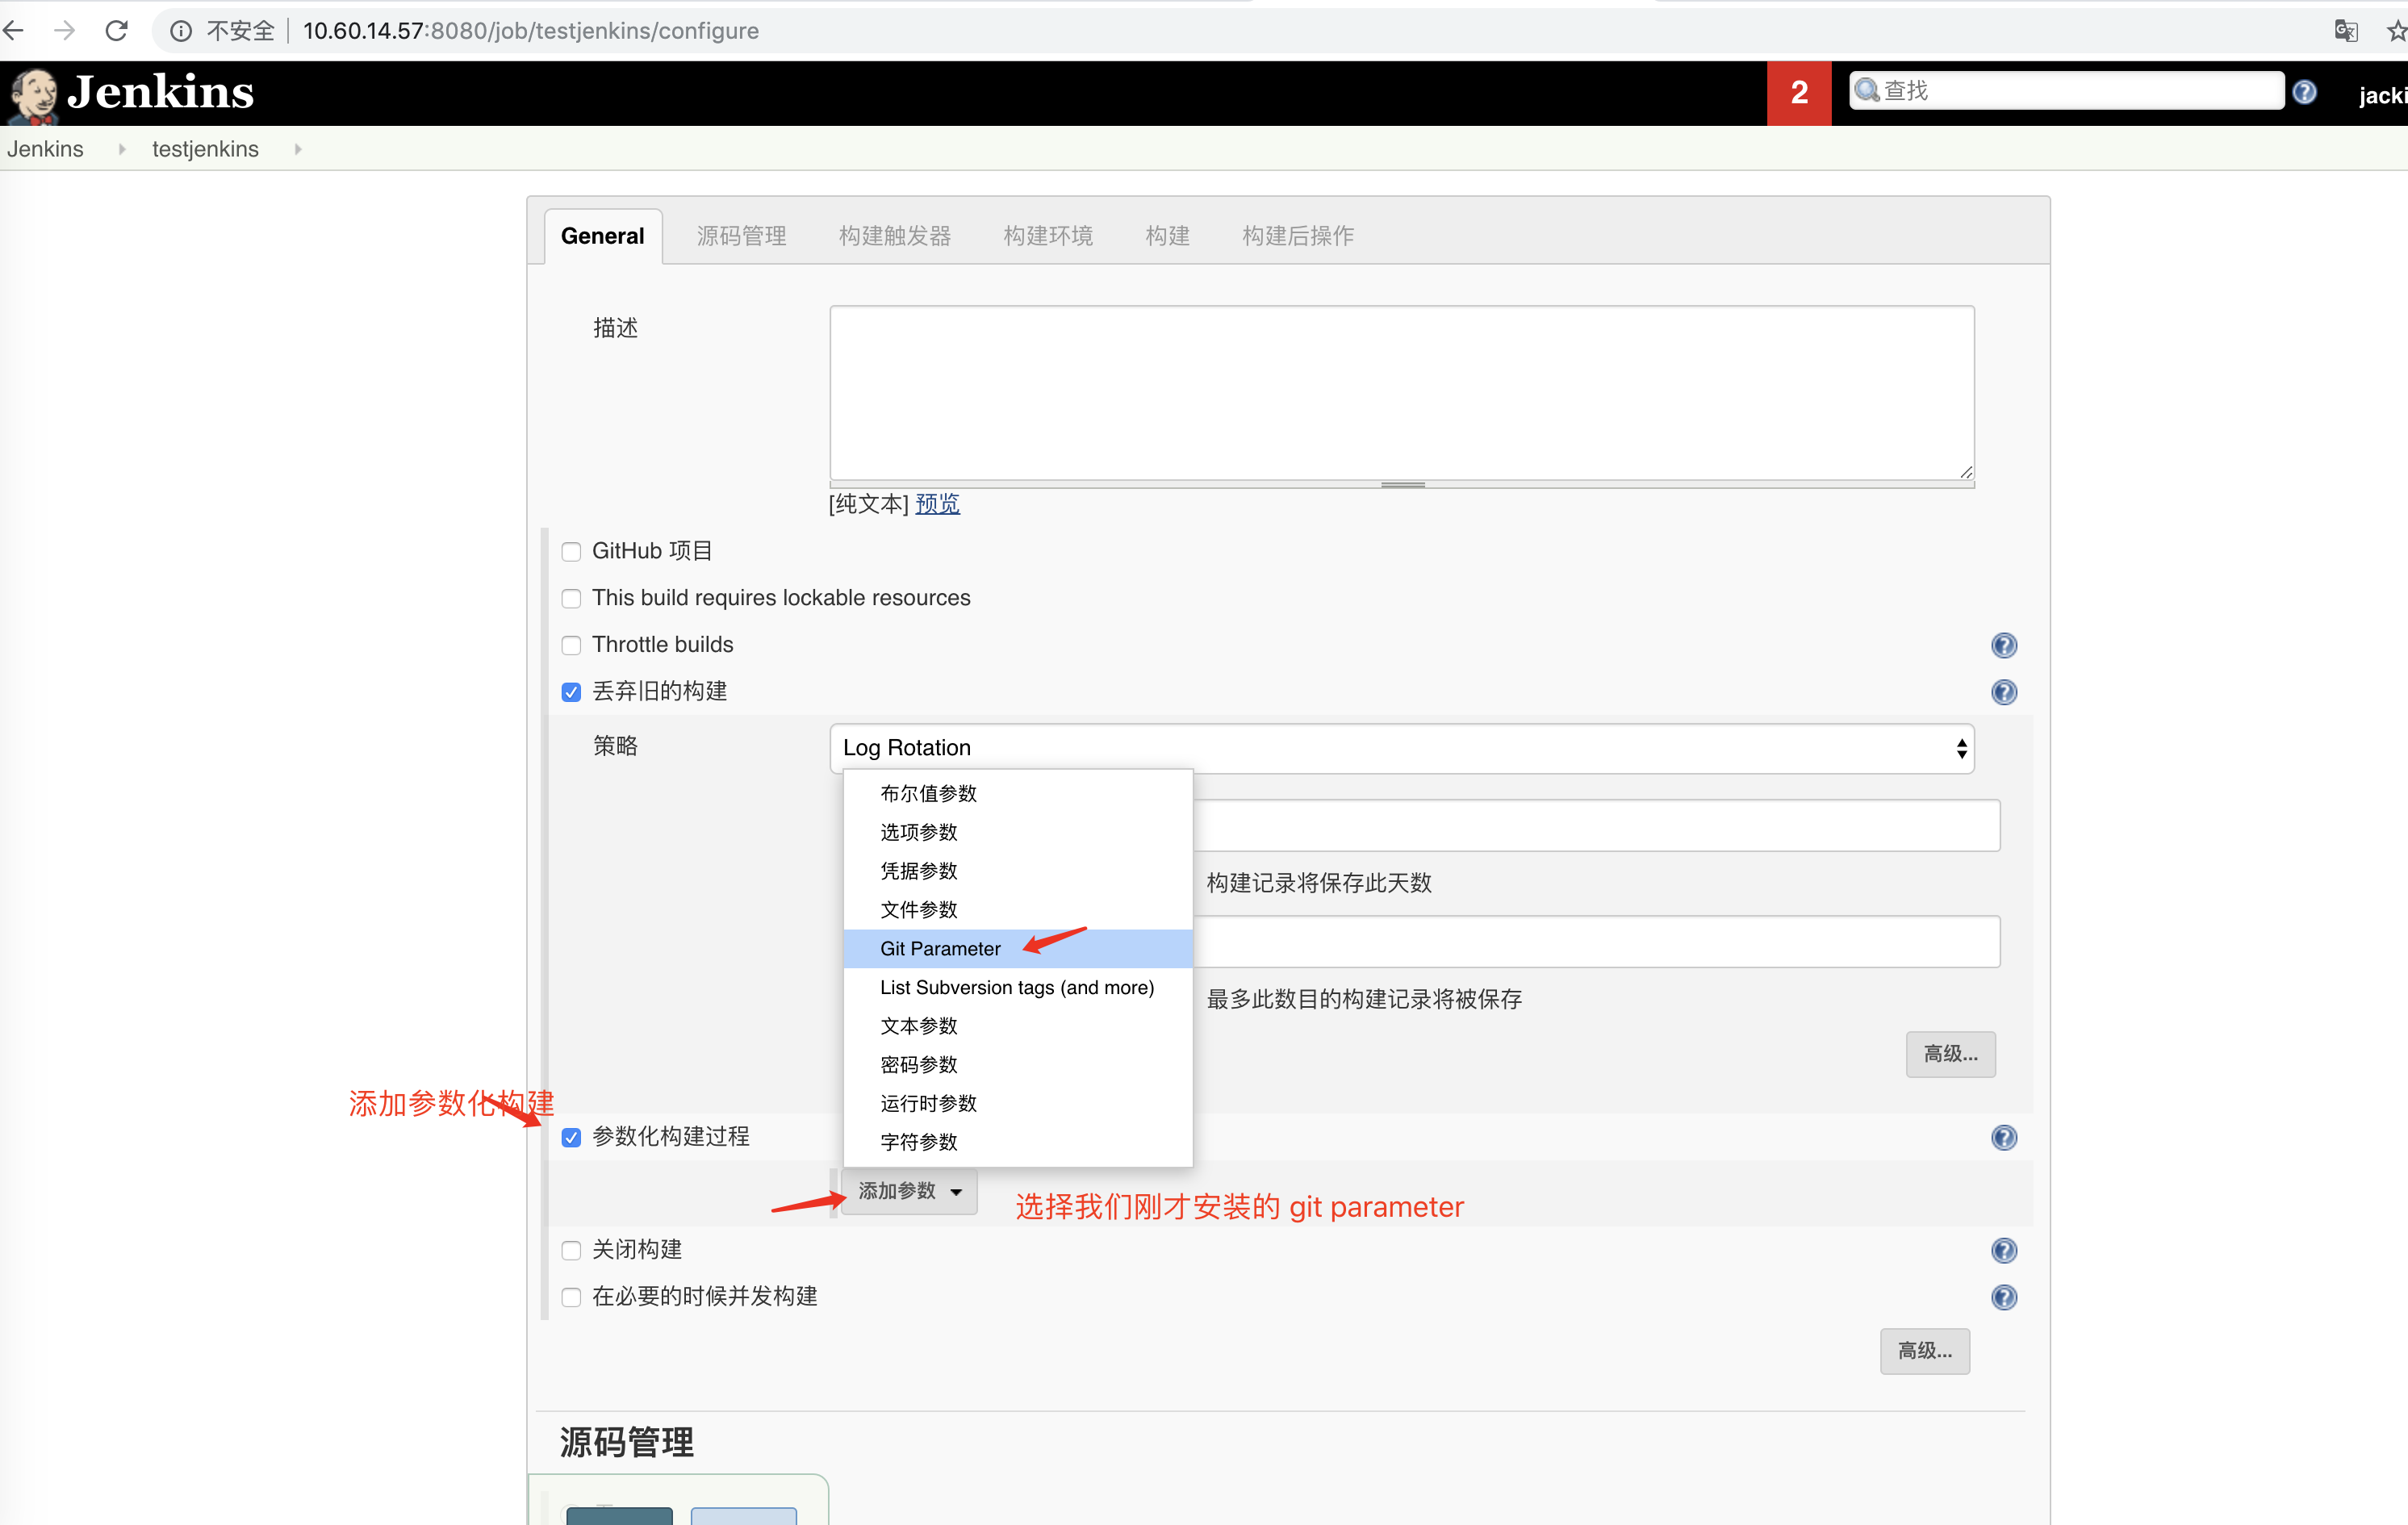 不安全 | 10.60.14.57:8080/job/testjenkins/configure
Jenkins
2
查找
jacki
Jenkins
testjenkins
General
源码管理
构建触发器
构建环境
构建
构建后操作
描述
[纯文本] 预览
GitHub 项目
This build requires lockable resources
Throttle builds
丢弃旧的构建
策略
Log Rotation
布尔值参数
选项参数
凭据参数
构建记录将保存此天数
文件参数
Git Parameter
List Subversion tags (and more)
最多此数目的构建记录将被保存
文本参数
密码参数
高级...
运行时参数
字符参数
添加参数化构建
参数化构建过程
添加参数
选择我们刚才安装的 git parameter
关闭构建
在必要的时候并发构建
高级...
源码管理